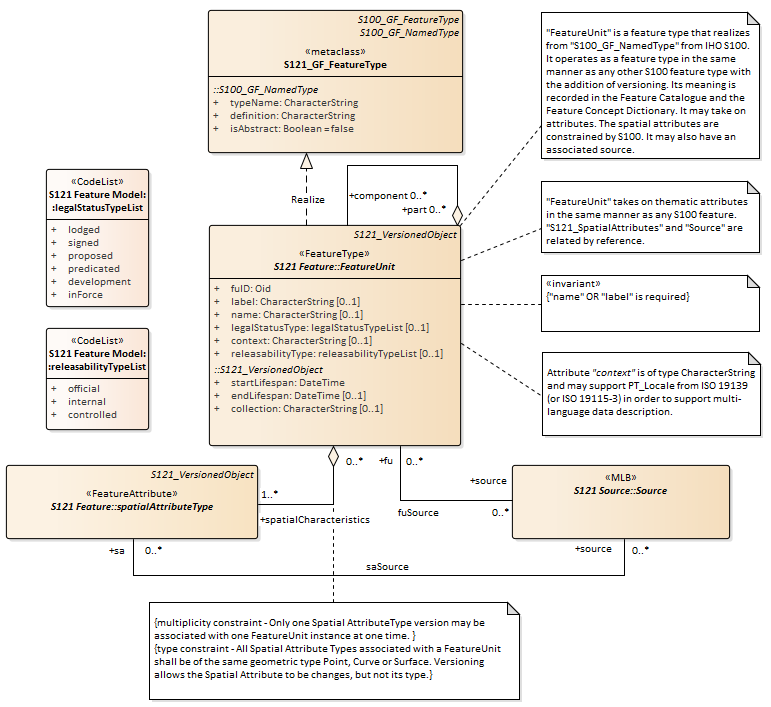 S100_GF_FeatureType
S100_GF_NamedType
«metaclass»
S121_GF_FeatureType
::S100_GF_NamedType
+ typeName: CharacterString
+ definition: CharacterString
+ isAbstract: Boolean = false
"FeatureUnit" is a feature type that realizes
from "S100_GF_NamedType" from IHO S100.
It operates as a feature type in the same
manner as any other S100 feature type with
the addition of versioning. Its meaning is
recorded in the Feature Catalogue and the
Feature Concept Dictionary. It may take on
attributes. The spatial attributes are
constrained by S100. It may also have an
associated source.
«CodeList»
S121 Feature Model:
:legalStatusTypeList
+ lodged
+ signed
+ proposed
+ predicated
+ development
+ inForce
Realize
+component 0..*
+part 0..*
"FeatureUnit" takes on thematic attributes
in the same manner as any S100 feature.
"S121_SpatialAttributes" and "Source" are
related by reference.
S121_VersionedObject
«FeatureType»
S121 Feature::FeatureUnit
+ fuID: Oid
+ label: CharacterString [0..1]
+ name: CharacterString [0..1]
+ legalStatusType: legalStatusTypeList [0..1]
+ context: CharacterString [0..1]
+ releasabilityType: releasabilityTypeList [0..1]
::S121_VersionedObject
+ startLifespan: DateTime
+ endLifespan: DateTime [0..1]
+ collection: CharacterString [0..1]
«invariant»
{"name" OR "label" is required}
«CodeList»
S121 Feature Model:
:releasabilityTypeList
+ official
+ internal
+ controlled
Attribute "context" is of type CharacterString
and may support PT_Locale from ISO 19139
(or ISO 19115-3) in order to support multi-
language data description.
0..* +fu 0..*
S121_VersionedObject
«FeatureAttribute»
S121 Feature::spatialAttributeType
1..*
+spatialCharacteristics
+source
fuSource 0..*
«MLB»
S121 Source::Source
+sa 0..*
+source 0..*
saSource
{multiplicity constraint - Only one Spatial AttributeType version may be
associated with one FeatureUnit instance at one time. }
{type constraint - All Spatial Attribute Types associated with a FeatureUnit
shall be of the same geometric type Point, Curve or Surface. Versioning
allows the Spatial Attribute to be changes, but not its type.}